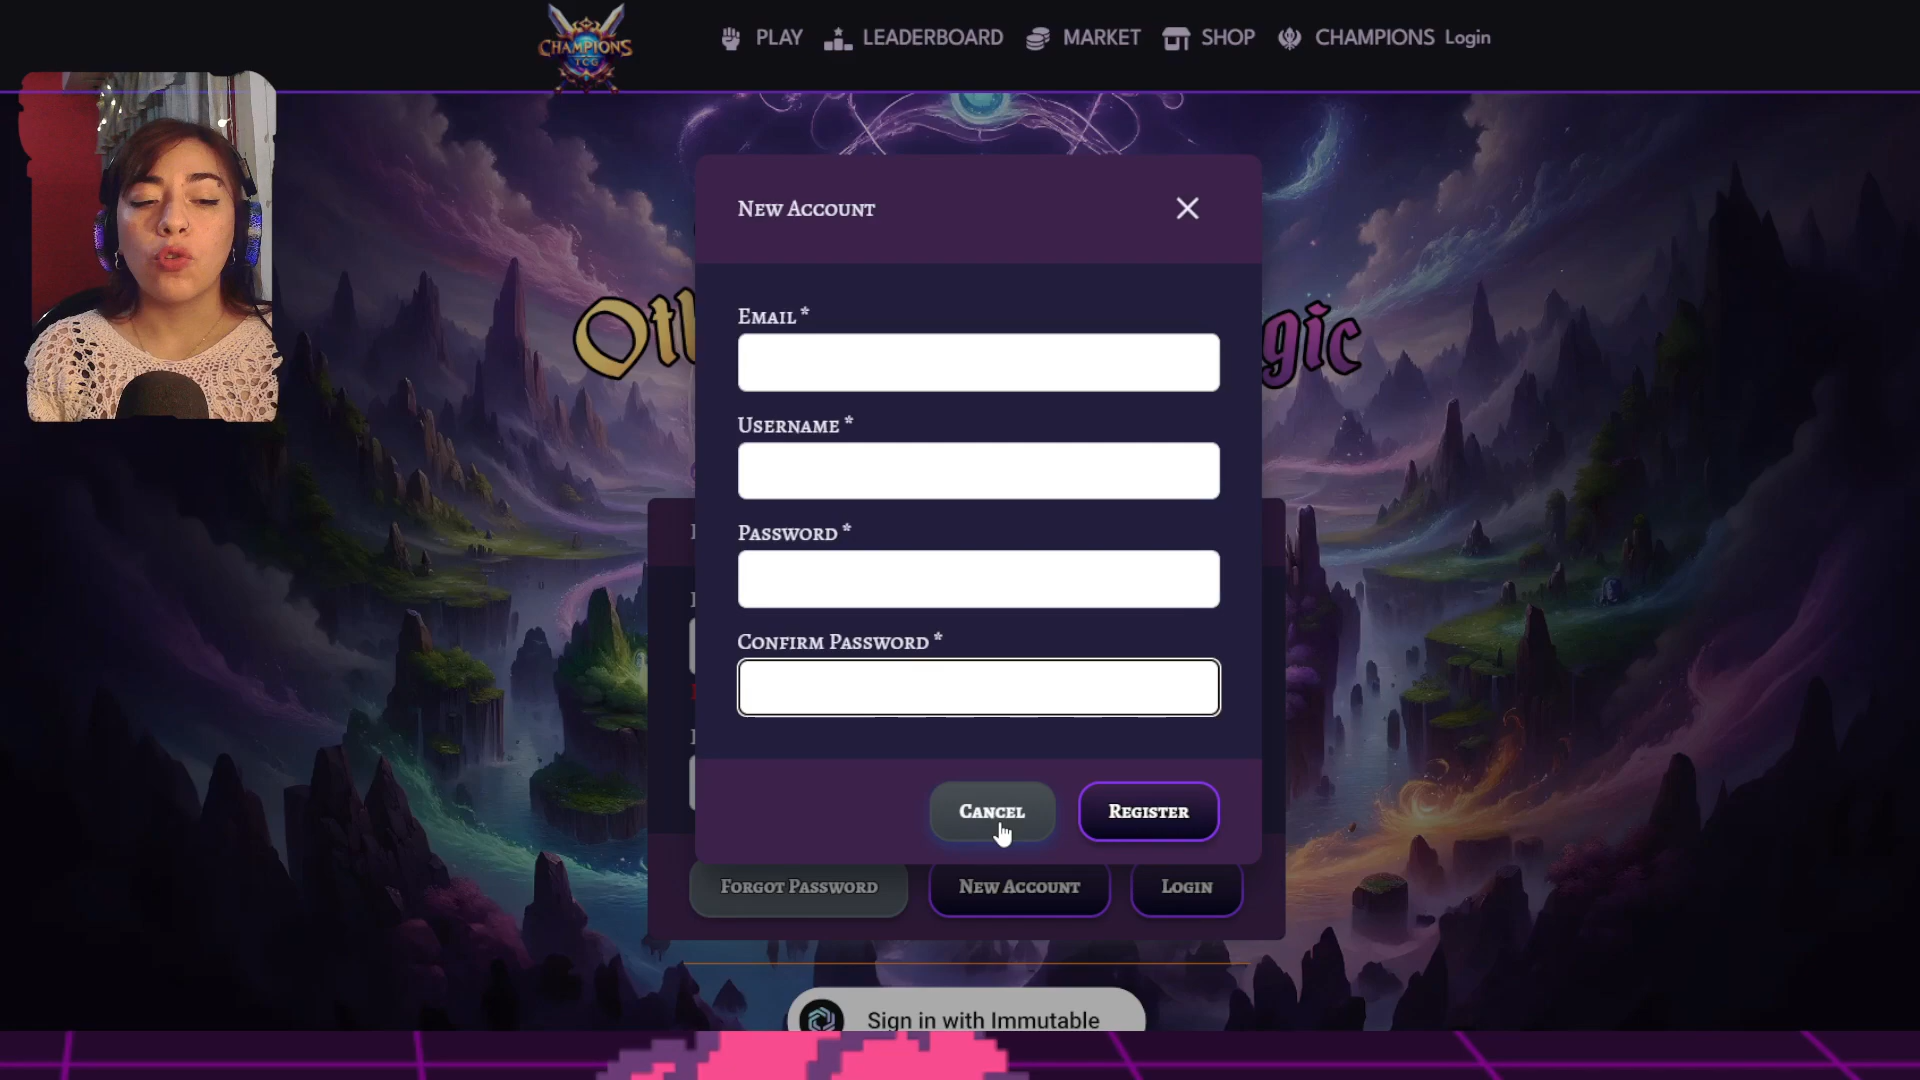 CHAMPIONS
TCG
PLAY
LEADERBOARD
MARKET
SHOP
CHAMPIONS
Login
New Account
Email *
Username *
Password *
Confirm Password *
Cancel
Register
Forgot Password
New Account
Login
Sign in with Immutable